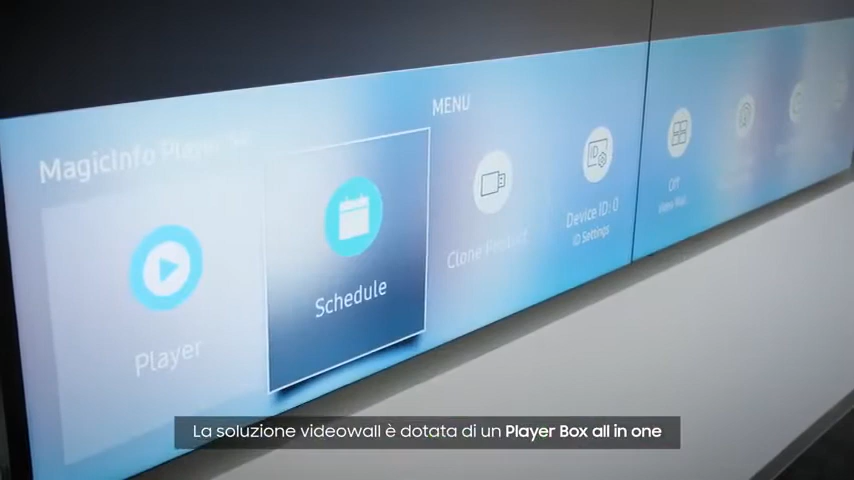 MENU
MagicInfo Player S6
Player
Schedule
Clone Product
Device ID: 0
ID Settings
Off
Video Wall
La soluzione videowall è dotata di un Player Box all in one